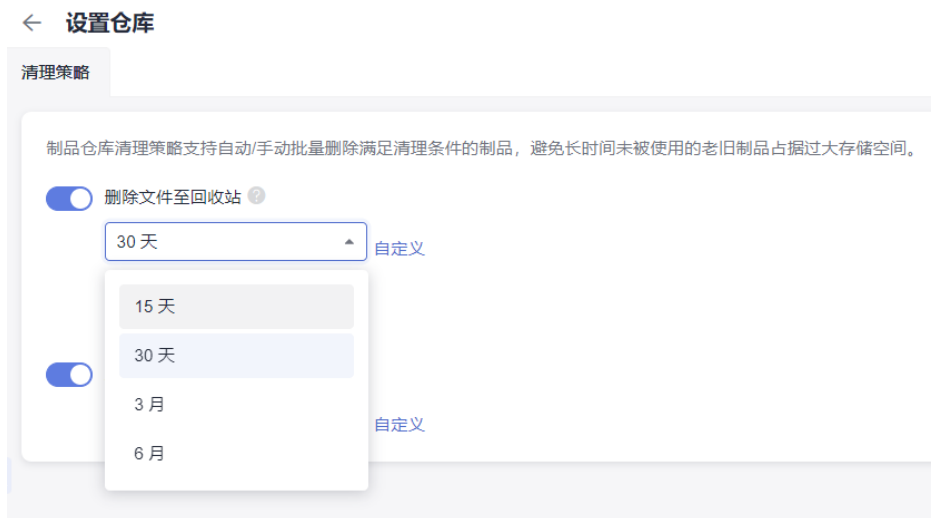 设置仓库
清理策略
制品仓库清理策略支持自动/手动批量删除满足清理条件的制品，避免长时间未被使用的老旧制品占据过大存储空间。
删除文件至回收站 ?
30 天 自定义
15 天
30 天
3 月
自定义
6 月